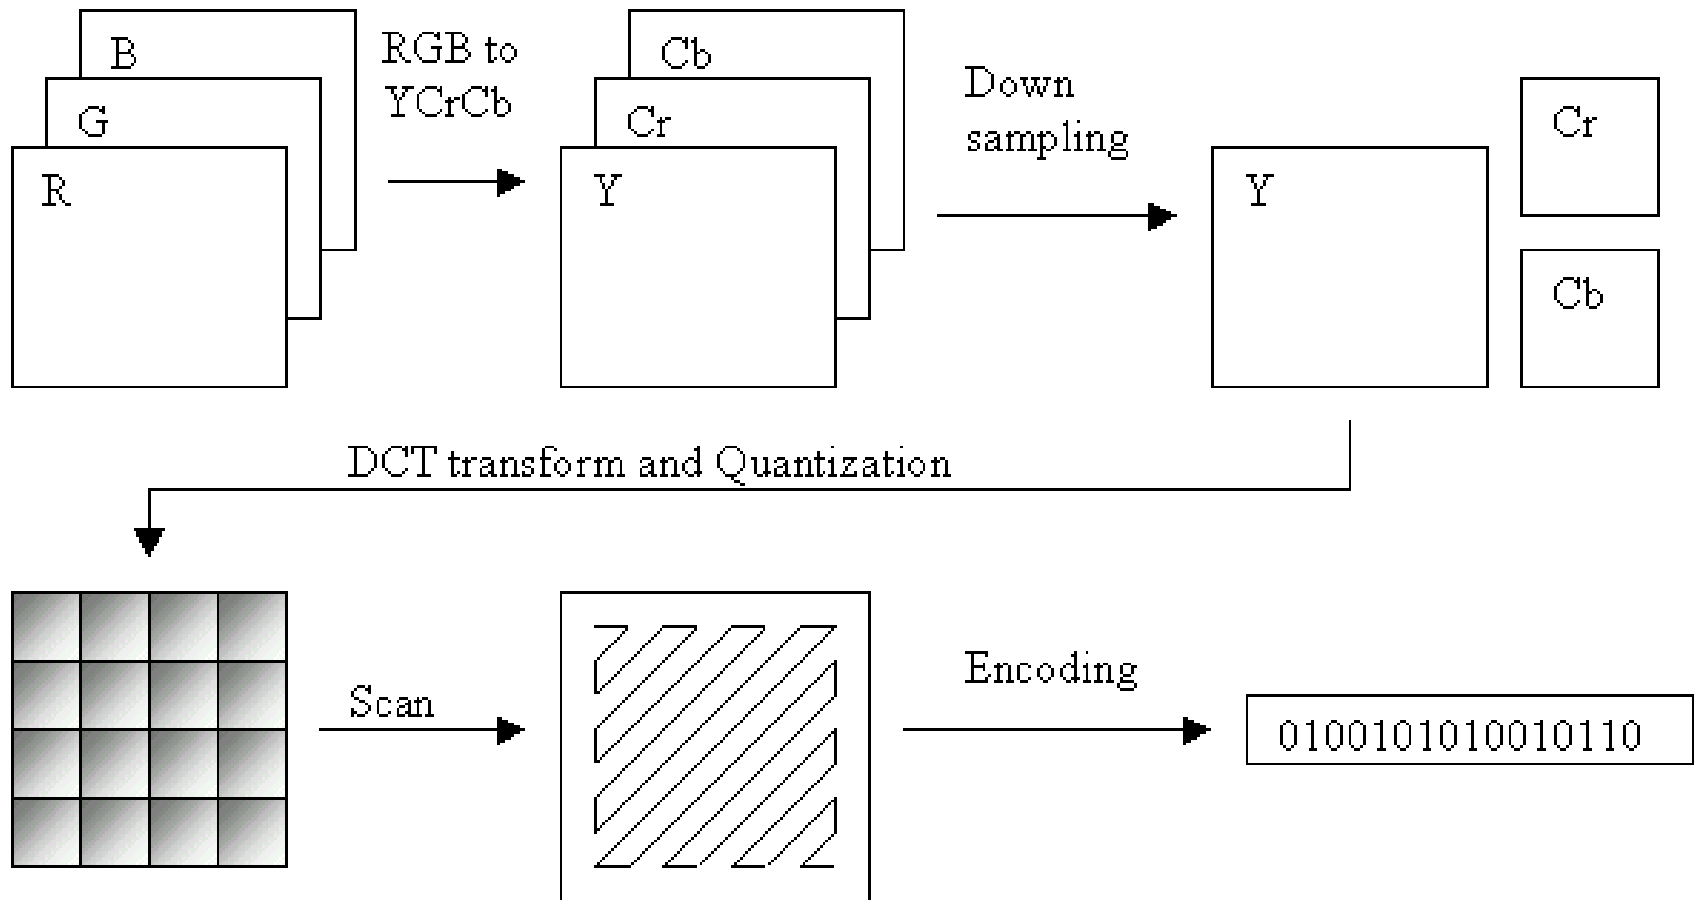 B
G
R
RGB to
YCrCb
Cb
Cr
Y
Down
sampling
Y
Cr
Cb
DCT transform and Quantization
Scan
Encoding
0100101010010110